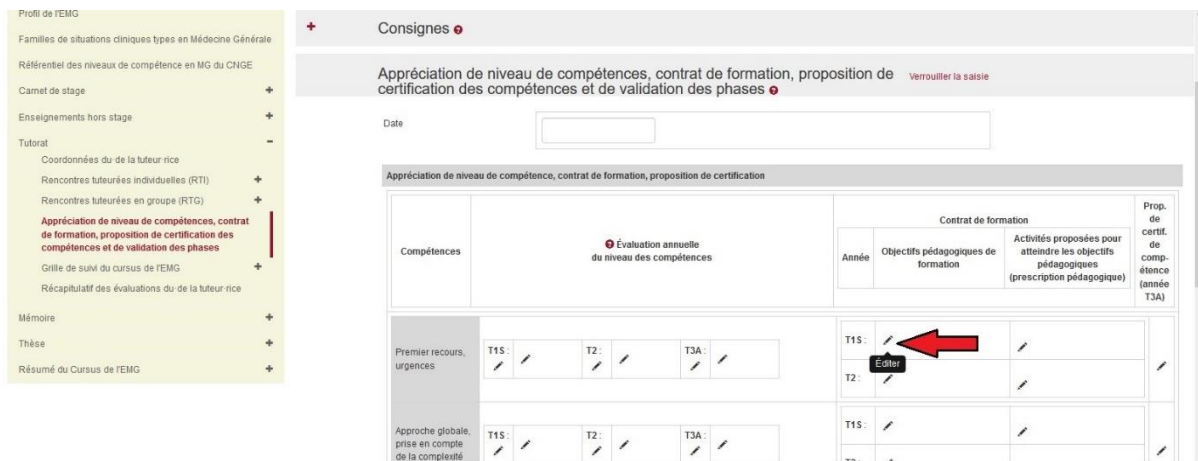 Profil de l'EMG
Familles de situations cliniques types en Médecine Générale
Référentiel des niveaux de compétence en MG du CNGE
Carnet de stage +
Enseignements hors stage +
Tutorat -
Coordonnées du·de la tuteur·rice
Rencontres tuteurées individuelles (RTI) +
Rencontres tuteurées en groupe (RTG) +
Appréciation de niveau de compétences, contrat
de formation, proposition de certification des
compétences et de validation des phases
Grille de suivi du cursus de l'EMG +
Récapitulatif des évaluations du·de la tuteur·rice
Mémoire +
Thèse +
Résumé du Cursus de l'EMG +
+ Consignes ?
Appréciation de niveau de compétences, contrat de formation, proposition de
certification des compétences et de validation des phases ?
Verrouiller la saisie
Date
Appréciation de niveau de compétence, contrat de formation, proposition de certification
Compétences
? Évaluation annuelle
du niveau des compétences
Contrat de formation
Année
Objectifs pédagogiques de
formation
Activités proposées pour
atteindre les objectifs
pédagogiques
(prescription pédagogique)
Prop.
de
certif.
de
comp-
étence
(année
T3A)
Premier recours,
urgences
T1S : T2 : T3A :
T1S :
Éditer
T2 :
Approche globale,
prise en compte
de la complexité
T1S : T2 : T3A :
T1S :
T2 :